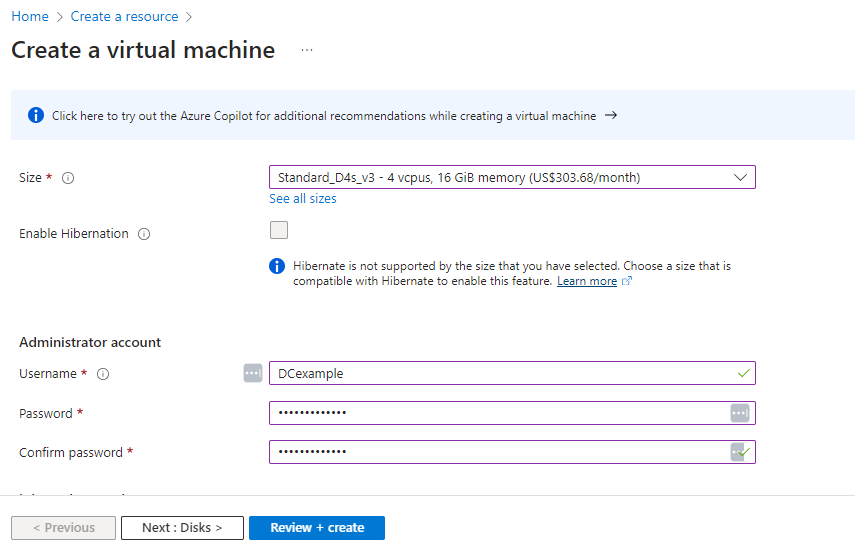 Home > Create a resource >
Create a virtual machine ...
Click here to try out the Azure Copilot for additional recommendations while creating a virtual machine →
Size * Standard_D4s_v3 - 4 vcpus, 16 GiB memory (US$303.68/month)
See all sizes
Enable Hibernation
Hibernate is not supported by the size that you have selected. Choose a size that is
compatible with Hibernate to enable this feature. Learn more
Administrator account
Username * DCexample
Password * •••••••••••••
Confirm password * •••••••••••••
< Previous Next : Disks > Review + create